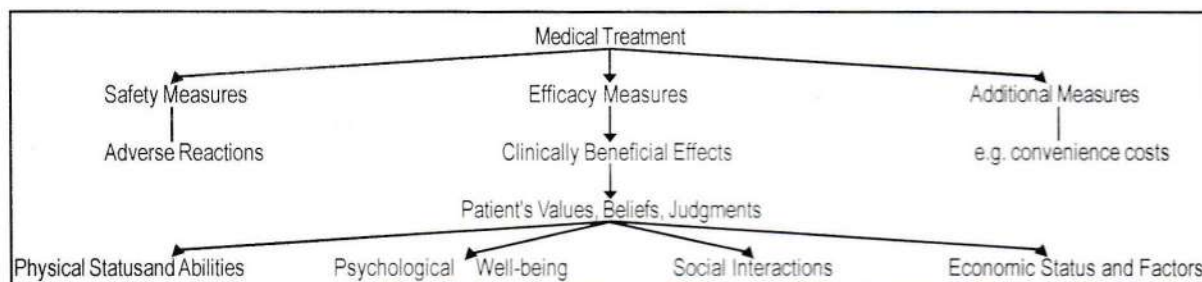 Medical Treatment
Safety Measures Efficacy Measures Additional Measures
Adverse Reactions Clinically Beneficial Effects e.g. convenience costs
Patient's Values, Beliefs, Judgments
Physical Statusand Abilities Psychological Well-being Social Interactions Economic Status and Factors